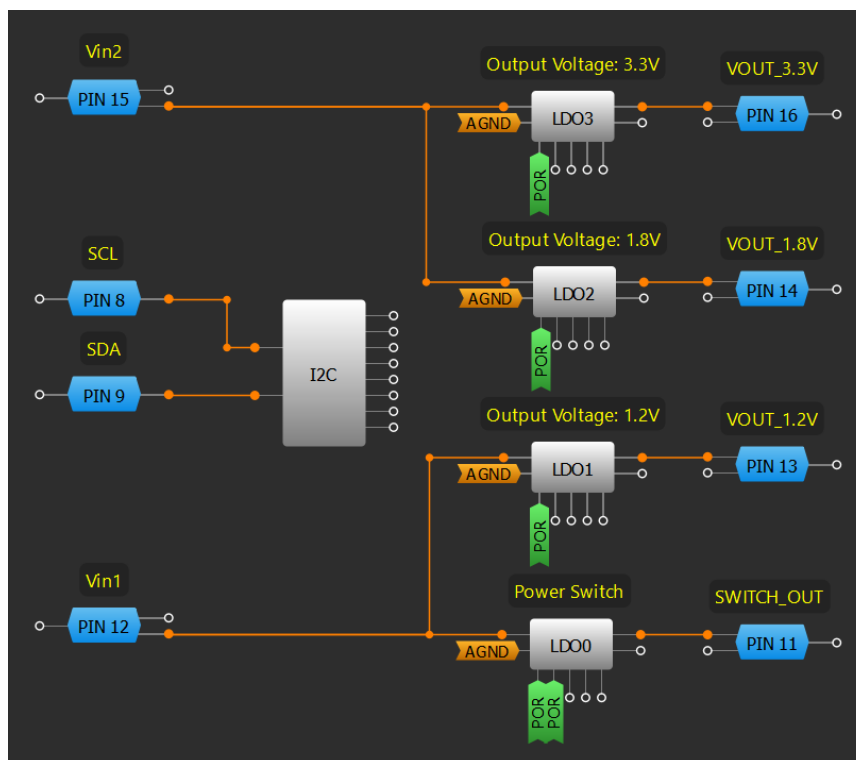 Vin2
PIN 15
Output Voltage: 3.3V
AGND
LDO3
POR
VOUT_3.3V
PIN 16
SCL
PIN 8
SDA
PIN 9
I2C
Output Voltage: 1.8V
AGND
LDO2
POR
VOUT_1.8V
PIN 14
Output Voltage: 1.2V
AGND
LDO1
POR
VOUT_1.2V
PIN 13
Vin1
PIN 12
Power Switch
AGND
LDO0
POR
POR
SWITCH_OUT
PIN 11